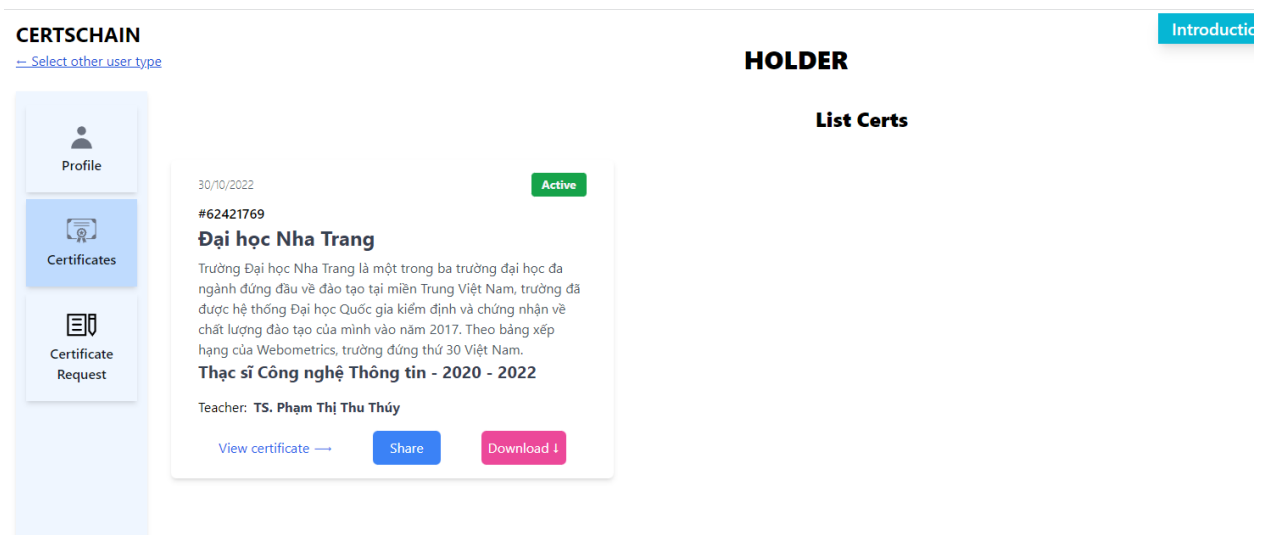 CERTSCHAIN
← Select other user type
Introductio
HOLDER
List Certs
Profile
Certificates
Certificate
Request
30/10/2022
Active
#62421769
Đại học Nha Trang
Trường Đại học Nha Trang là một trong ba trường đại học đa
ngành đứng đầu về đào tạo tại miền Trung Việt Nam, trường đã
được hệ thống Đại học Quốc gia kiểm định và chứng nhận về
chất lượng đào tạo của mình vào năm 2017. Theo bảng xếp
hạng của Webometrics, trường đứng thứ 30 Việt Nam.
Thạc sĩ Công nghệ Thông tin - 2020 - 2022
Teacher: TS. Phạm Thị Thu Thúy
View certificate ⟶
Share
Download ↓